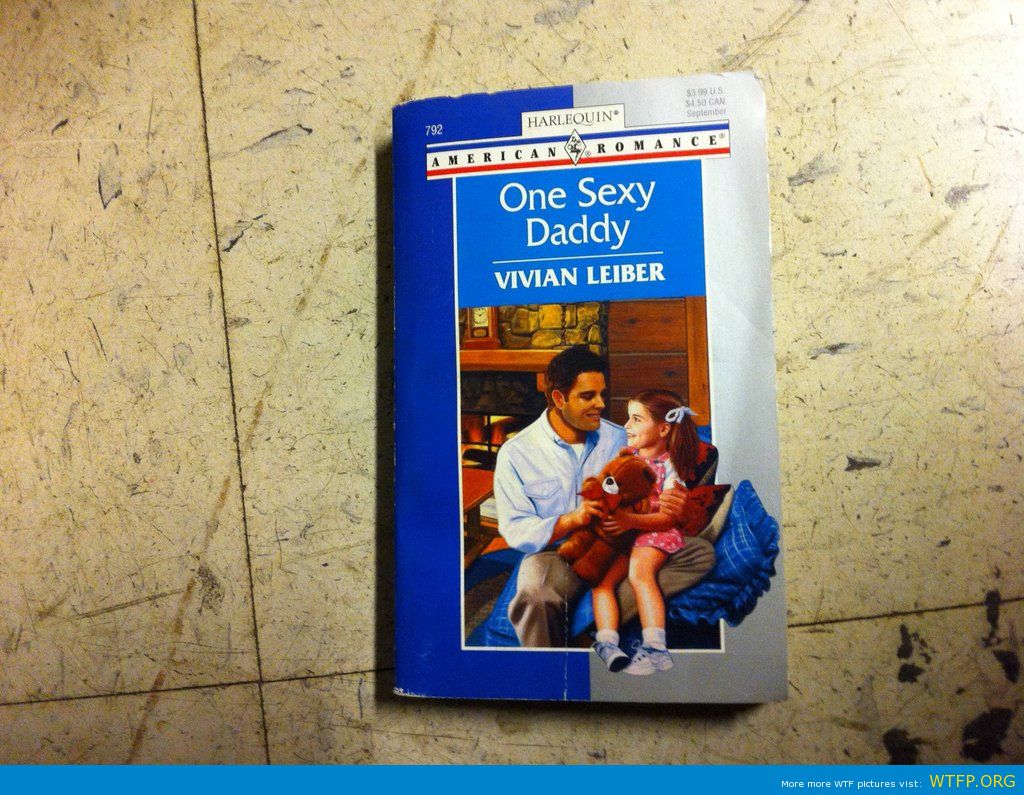 792
HARLEQUIN®
$3.99 U.S.
$4.50 CAN.
September
AMERICAN ® ROMANCE®
One Sexy
Daddy
VIVIAN LEIBER
More more WTF pictures vist: WTFP.ORG